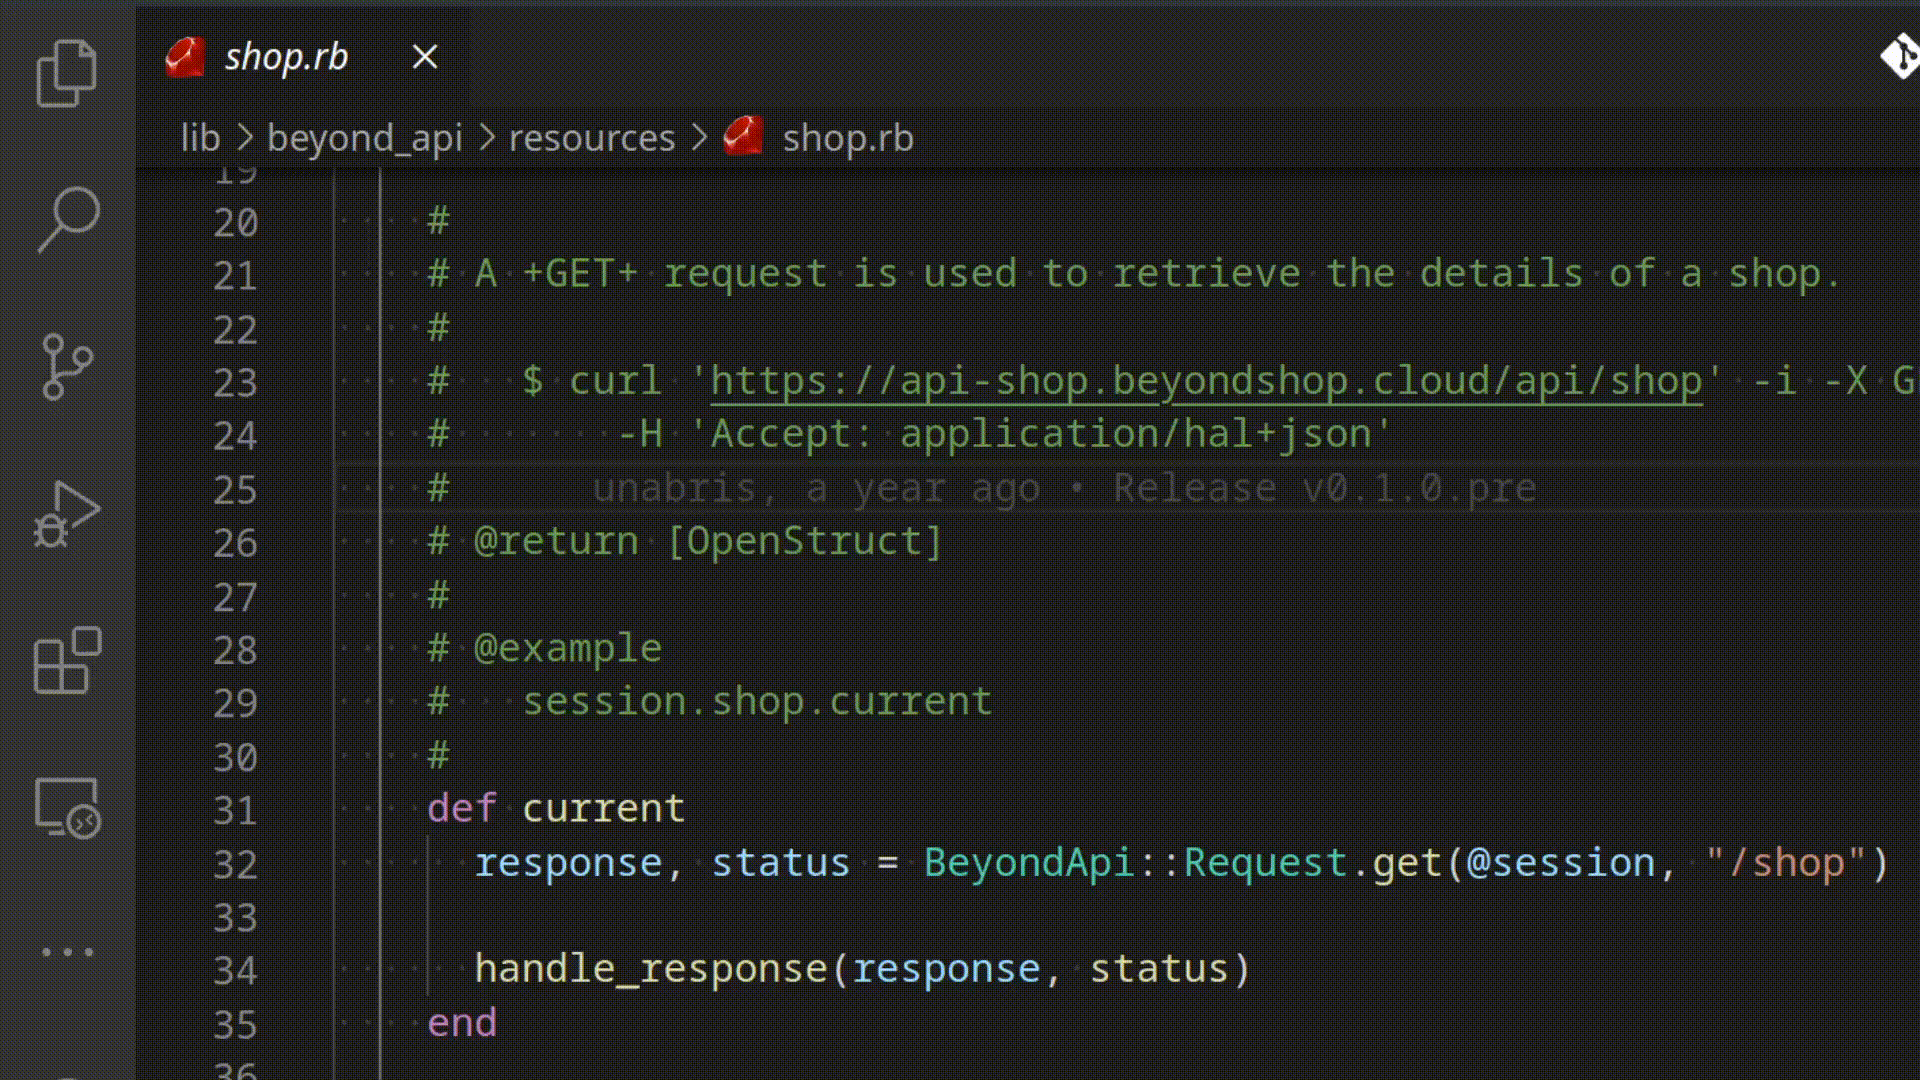 shop.rb
lib > beyond_api > resources > shop.rb
19
20 #
21 # A +GET+ request is used to retrieve the details of a shop.
22 #
23 #   $ curl 'https://api-shop.beyondshop.cloud/api/shop' -i -X G
24 #       -H 'Accept: application/hal+json'
25 #      unabris, a year ago • Release v0.1.0.pre
26 # @return [OpenStruct]
27 #
28 # @example
29 #   session.shop.current
30 #
31 def current
32   response, status = BeyondApi::Request.get(@session, "/shop")
33
34   handle_response(response, status)
35 end
36